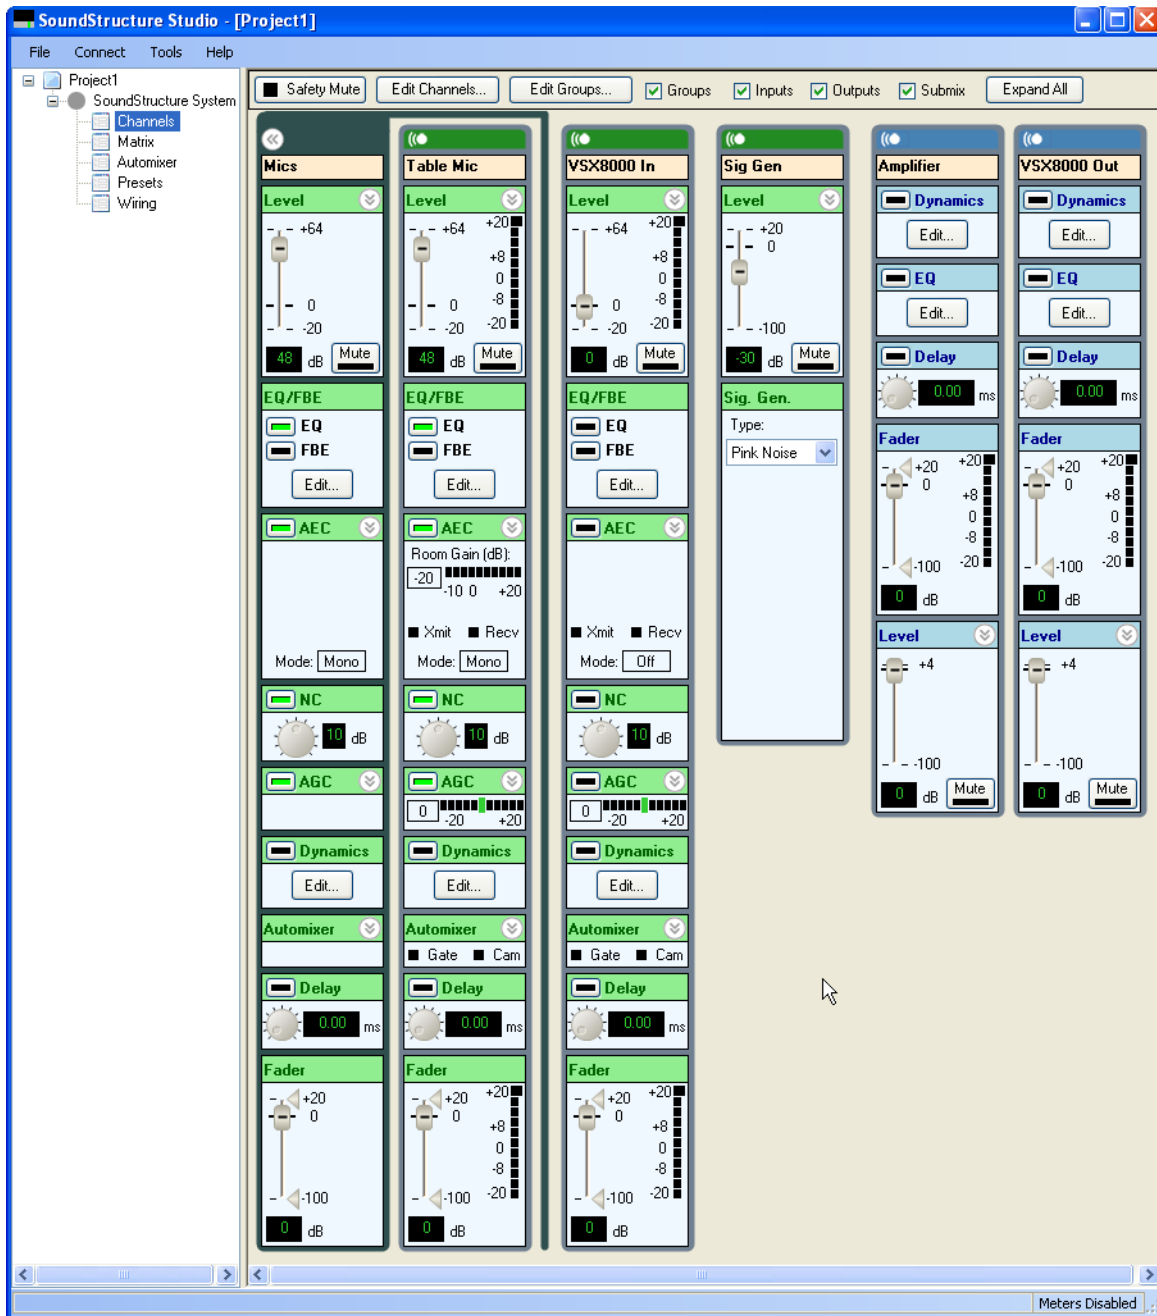 SoundStructure Studio - [Project1]
File Connect Tools Help
Project1
SoundStructure System
Channels
Matrix
Automixer
Presets
Wiring
Safety Mute Edit Channels... Edit Groups... Groups Inputs Outputs Submix Expand All
Mics
Level
+64
0
-20
48 dB Mute
EQ/FBE
EQ
FBE
Edit...
AEC
Mode: Mono
NC
10 dB
AGC
Dynamics
Edit...
Automixer
Delay
0.00 ms
Fader
+20
0
-100
0 dB
Table Mic
Level
+64 +20
+8
0
0 -8
-20 -20
48 dB Mute
EQ/FBE
EQ
FBE
Edit...
AEC
Room Gain (dB):
-20
-10 0 +20
Xmit Recv
Mode: Mono
NC
10 dB
AGC
0
-20 +20
Dynamics
Edit...
Automixer
Gate Cam
Delay
0.00 ms
Fader
+20 +20
0
+8
0
-8
-100 -20
0 dB
VSX8000 In
Level
+64 +20
+8
0
0 -8
-20 -20
0 dB Mute
EQ/FBE
EQ
FBE
Edit...
AEC
Xmit Recv
Mode: Off
NC
10 dB
AGC
0
-20 +20
Dynamics
Edit...
Automixer
Gate Cam
Delay
0.00 ms
Fader
+20 +20
0
+8
0
-8
-100 -20
0 dB
Sig Gen
Level
+20
0
-100
-30 dB Mute
Sig. Gen.
Type:
Pink Noise
Amplifier
Dynamics
Edit...
EQ
Edit...
Delay
0.00 ms
Fader
+20 +20
0
+8
0
-8
-100 -20
0 dB
Level
+4
-100
0 dB Mute
VSX8000 Out
Dynamics
Edit...
EQ
Edit...
Delay
0.00 ms
Fader
+20 +20
0
+8
0
-8
-100 -20
0 dB
Level
+4
-100
0 dB Mute
Meters Disabled